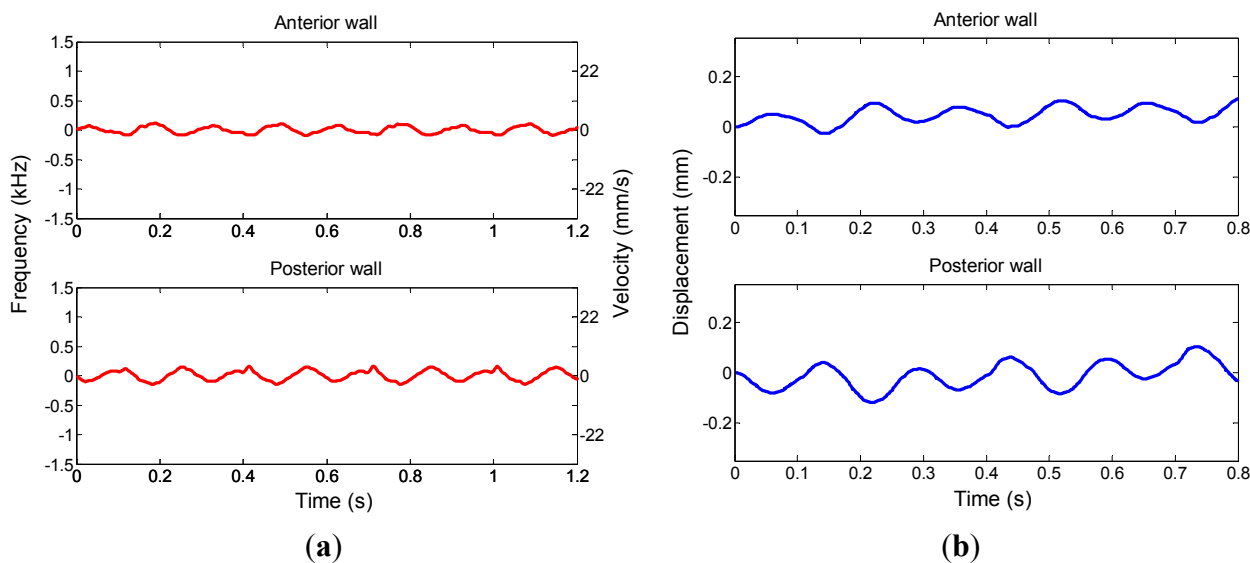 Anterior wall
1.5
1
0.5
0
-0.5
-1
-1.5
22
0
-22
0 0.2 0.4 0.6 0.8 1 1.2
Posterior wall
1.5
1
0.5
0
-0.5
-1
-1.5
22
0
-22
0 0.2 0.4 0.6 0.8 1 1.2
Frequency (kHz)
Velocity (mm/s)
Time (s)
(a)
Anterior wall
0.2
0
-0.2
0 0.1 0.2 0.3 0.4 0.5 0.6 0.7 0.8
Posterior wall
0.2
0
-0.2
0 0.1 0.2 0.3 0.4 0.5 0.6 0.7 0.8
Displacement (mm)
Time (s)
(b)